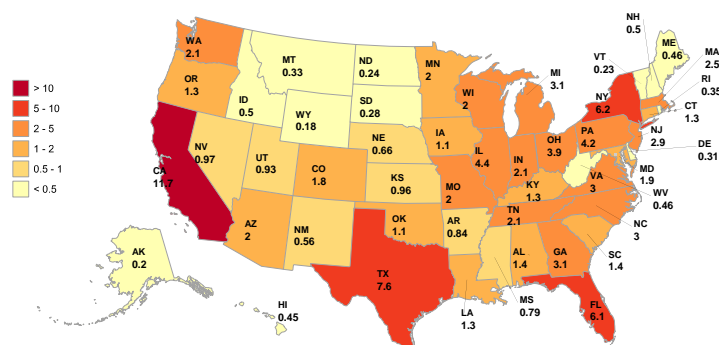 NH
0.5
ME
0.46
MA
2.5
VT
0.23
RI
0.35
CT
1.3
WA
2.1
MT
0.33
ND
0.24
MN
2
OR
1.3
ID
0.5
WY
0.18
SD
0.28
WI
2
MI
3.1
NY
6.2
NJ
2.9
DE
0.31
MD
1.9
WV
0.46
> 10
5 - 10
2 - 5
1 - 2
0.5 - 1
< 0.5
NV
0.97
UT
0.93
CO
1.8
NE
0.66
IA
1.1
IL
4.4
IN
2.1
OH
3.9
PA
4.2
VA
3
CA
11.7
KS
0.96
MO
2
KY
1.3
TN
2.1
NC
3
SC
1.4
AZ
2
NM
0.56
OK
1.1
AR
0.84
AL
1.4
GA
3.1
MS
0.79
AK
0.2
HI
0.45
TX
7.6
LA
1.3
FL
6.1